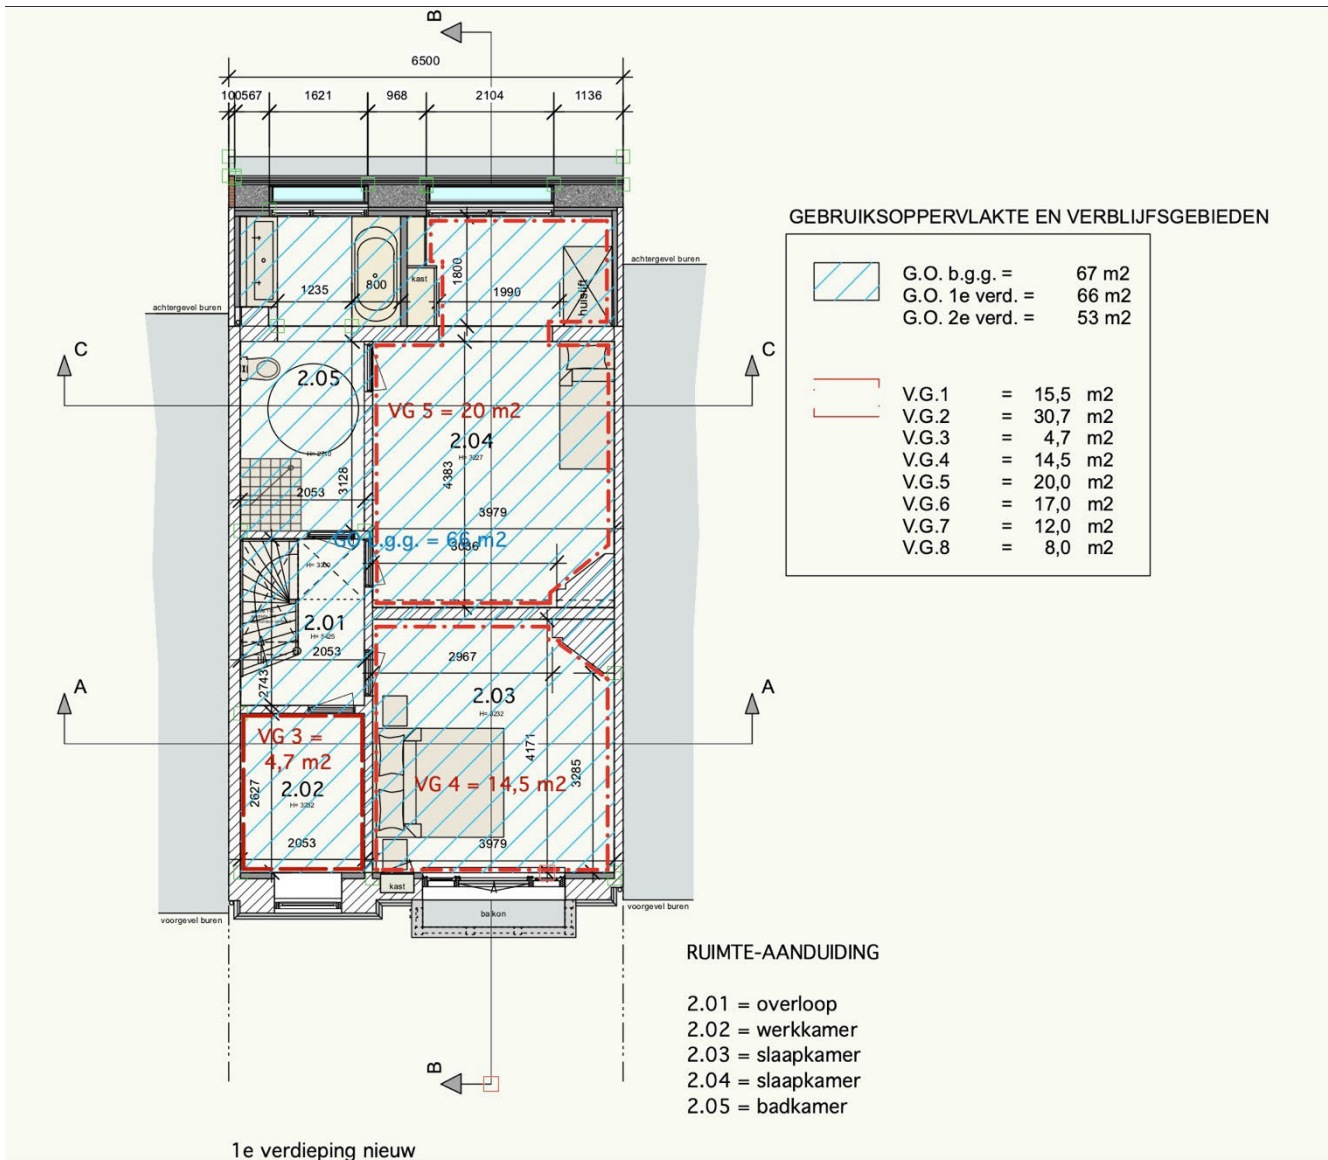 B
6500
100567 1621 968 2104 1136
GEBRUIKSOPPERVLAKTE EN VERBLIJFSGEBIEDEN
G.O. b.g.g. = 67 m2
G.O. 1e verd. = 66 m2
G.O. 2e verd. = 53 m2
V.G.1 = 15,5 m2
V.G.2 = 30,7 m2
V.G.3 = 4,7 m2
V.G.4 = 14,5 m2
V.G.5 = 20,0 m2
V.G.6 = 17,0 m2
V.G.7 = 12,0 m2
V.G.8 = 8,0 m2
achtergevel buren
achtergevel buren
1235
800
kast
1800
1990
huislift
C
C
2.05
VG 5 = 20 m2
2.04
H= 3227
4383
3128
2053
3979
3036
2.01
2053
2743
2967
2.03
H= 3232
A
A
VG 3 =
4,7 m2
2.02
H= 3232
2627
2053
4171
3285
VG 4 = 14,5 m2
3979
kast
balkon
voorgevel buren
voorgevel buren
B
RUIMTE-AANDUIDING
2.01 = overloop
2.02 = werkkamer
2.03 = slaapkamer
2.04 = slaapkamer
2.05 = badkamer
1e verdieping nieuw